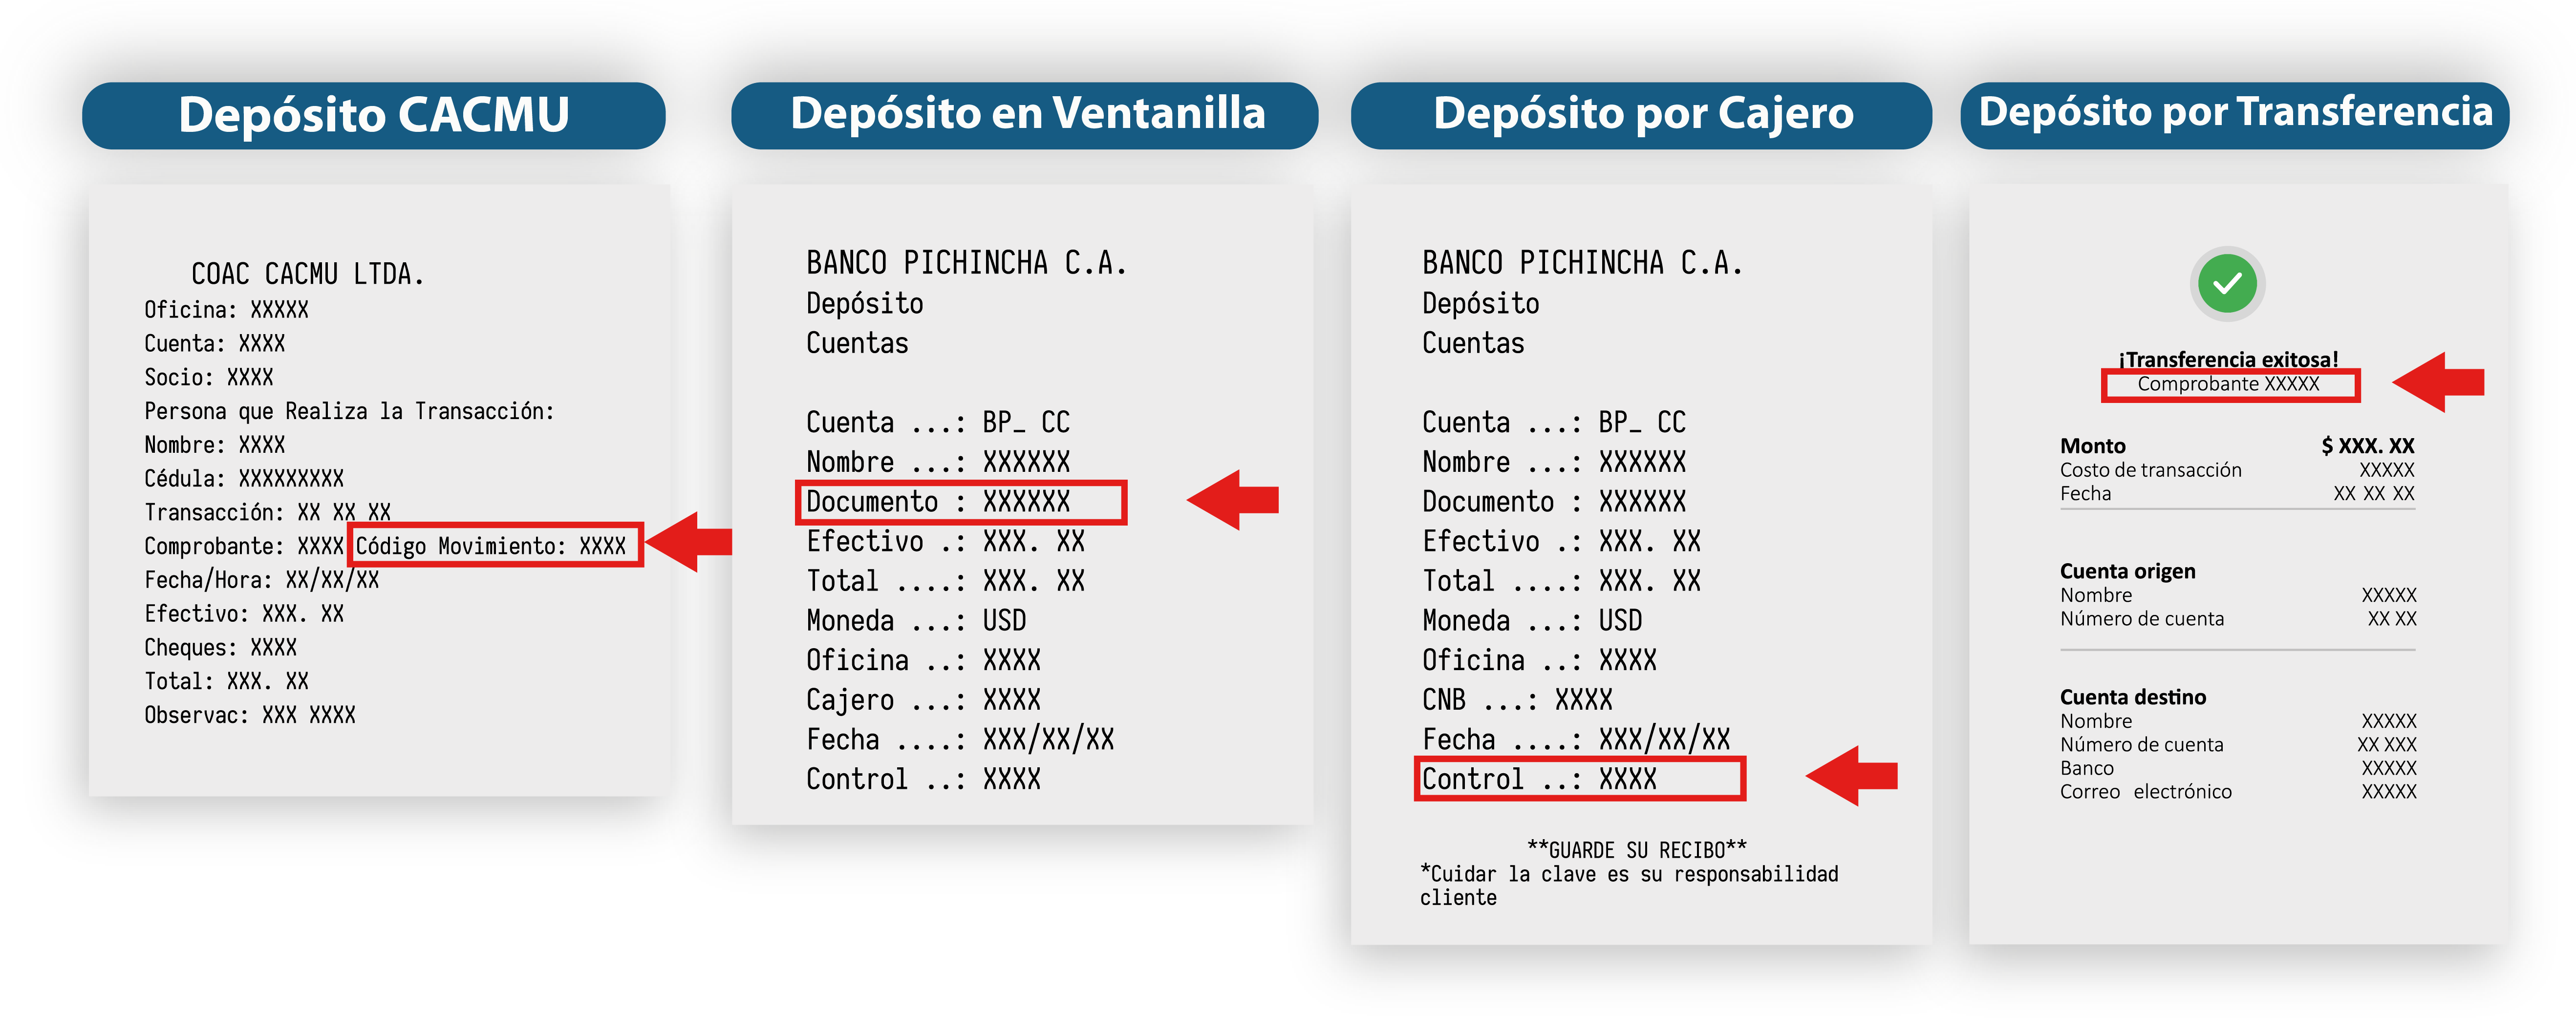 Depósito CACMU
COAC CACMU LTDA.
Oficina: XXXXX
Cuenta: XXXX
Socio: XXXX
Persona que Realiza la Transacción:
Nombre: XXXX
Cédula: XXXXXXXXX
Transacción: XX XX XX
Comprobante: XXXX Código Movimiento: XXXX
Fecha/Hora: XX/XX/XX
Efectivo: XXX. XX
Cheques: XXXX
Total: XXX. XX
Observac: XXX XXXX
Depósito en Ventanilla
BANCO PICHINCHA C.A.
Depósito
Cuentas
Cuenta ...: BP_ CC
Nombre ...: XXXXXX
Documento : XXXXXX
Efectivo .: XXX. XX
Total ....: XXX. XX
Moneda ...: USD
Oficina ..: XXXX
Cajero ...: XXXX
Fecha ....: XXX/XX/XX
Control ..: XXXX
Depósito por Cajero
BANCO PICHINCHA C.A.
Depósito
Cuentas
Cuenta ...: BP_ CC
Nombre ...: XXXXXX
Documento : XXXXXX
Efectivo .: XXX. XX
Total ....: XXX. XX
Moneda ...: USD
Oficina ..: XXXX
CNB ...: XXXX
Fecha ....: XXX/XX/XX
Control ..: XXXX
**GUARDE SU RECIBO**
*Cuidar la clave es su responsabilidad
cliente
Depósito por Transferencia
¡Transferencia exitosa!
Comprobante XXXXX
Monto $ XXX. XX
Costo de transacción XXXXX
Fecha XX XX XX
Cuenta origen
Nombre XXXXX
Número de cuenta XX XX
Cuenta destino
Nombre XXXXX
Número de cuenta XX XXX
Banco XXXXX
Correo electrónico XXXXX